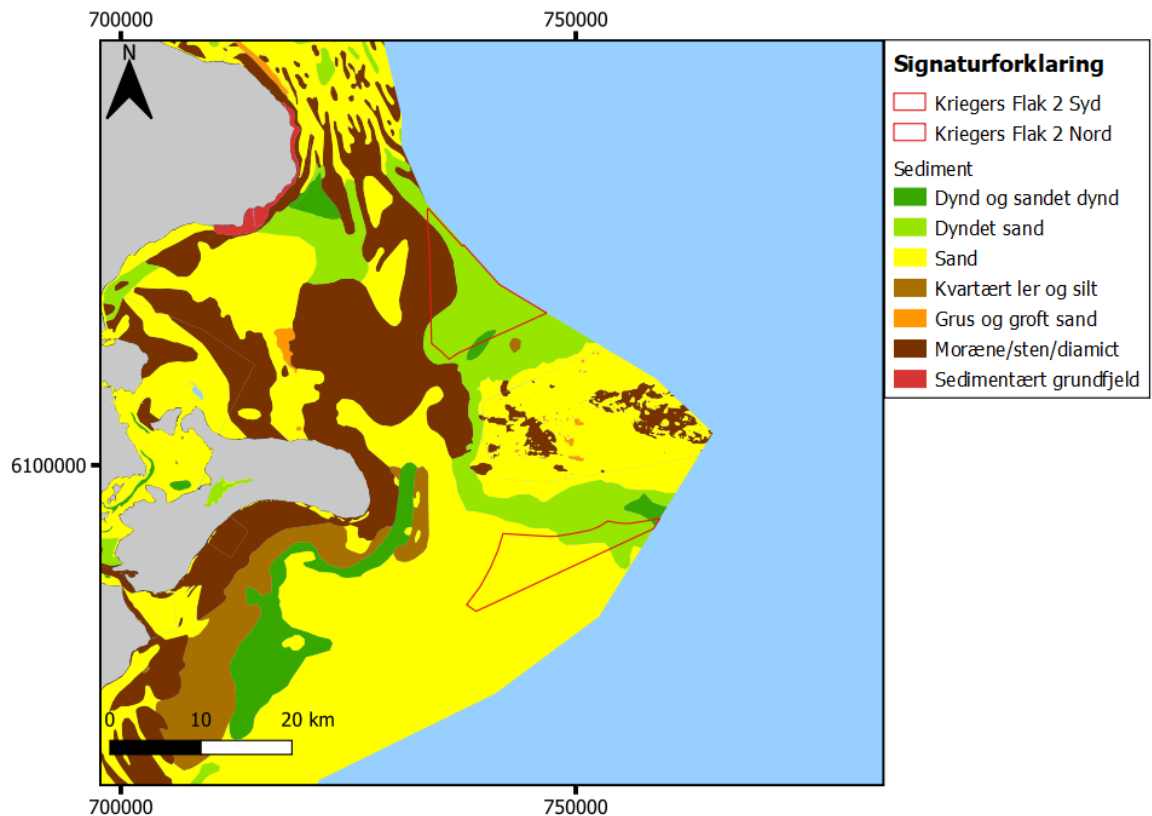 700000 750000
N
Signaturforklaring
Kriegers Flak 2 Syd
Kriegers Flak 2 Nord
Sediment
Dynd og sandet dynd
Dyndet sand
Sand
Kvartært ler og silt
Grus og groft sand
Moræne/sten/diamict
Sedimentært grundfjeld
6100000
0 10 20 km
700000 750000